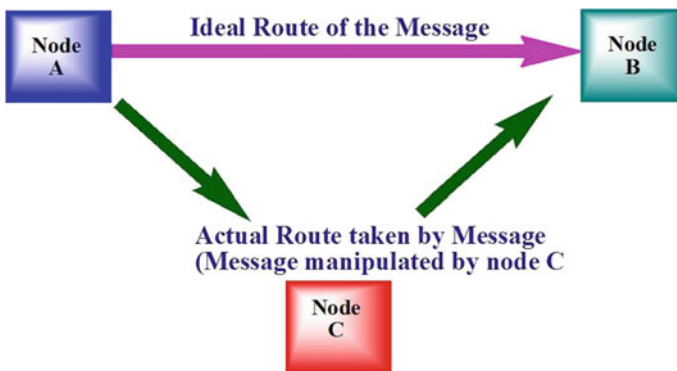 Ideal Route of the Message
Node
A
Node
B
Actual Route taken by Message
(Message manipulated by node C
Node
C